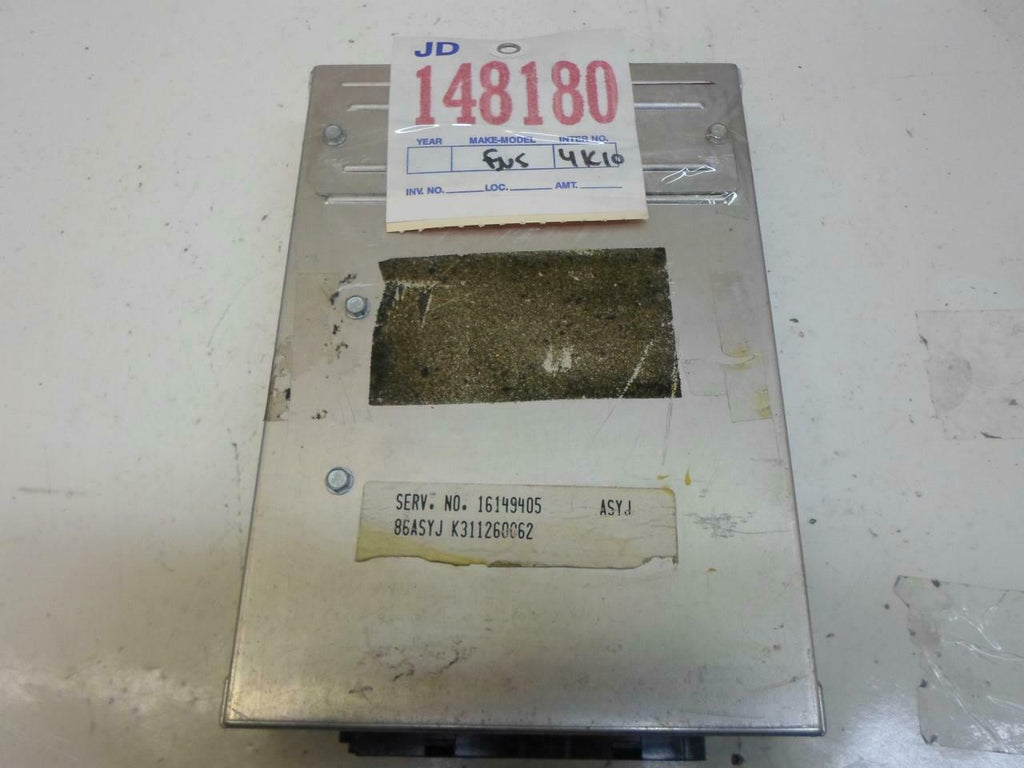 JD
148180
YEAR MAKE-MODEL INTER NO.
4K10
INV. NO. LOC. AMT.
SERV. NO. 16149405 ASYJ
86ASYJ K311260062